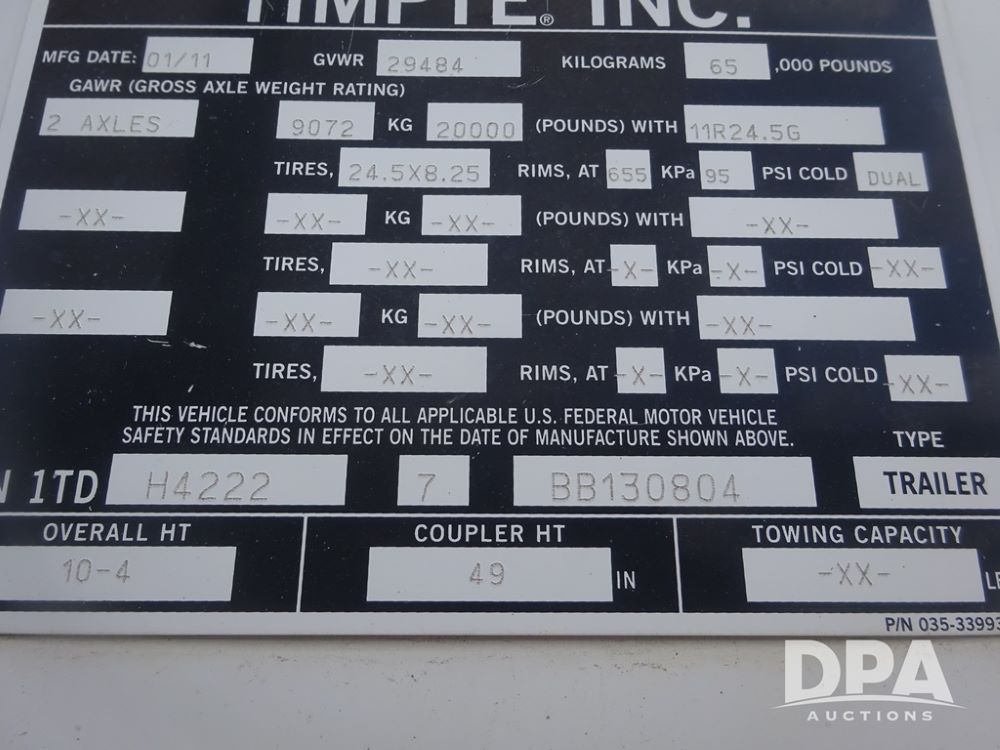 TIMPTE® INC.
MFG DATE: 01/11 GVWR 29484 KILOGRAMS 65 ,000 POUNDS
GAWR (GROSS AXLE WEIGHT RATING)
2 AXLES 9072 KG 20000 (POUNDS) WITH 11R24.5G
TIRES, 24.5X8.25 RIMS, AT 655 KPa 95 PSI COLD DUAL
-XX- -XX- KG -XX- (POUNDS) WITH -XX-
TIRES, -XX- RIMS, AT -X- KPa -X- PSI COLD -XX-
-XX- -XX- KG -XX- (POUNDS) WITH -XX-
TIRES, -XX- RIMS, AT -X- KPa -X- PSI COLD -XX-
THIS VEHICLE CONFORMS TO ALL APPLICABLE U.S. FEDERAL MOTOR VEHICLE
SAFETY STANDARDS IN EFFECT ON THE DATE OF MANUFACTURE SHOWN ABOVE. TYPE
N 1TD H4222 7 BB130804 TRAILER
OVERALL HT COUPLER HT TOWING CAPACITY
10-4 49 IN -XX-
P/N 035-33993
DPA
AUCTIONS